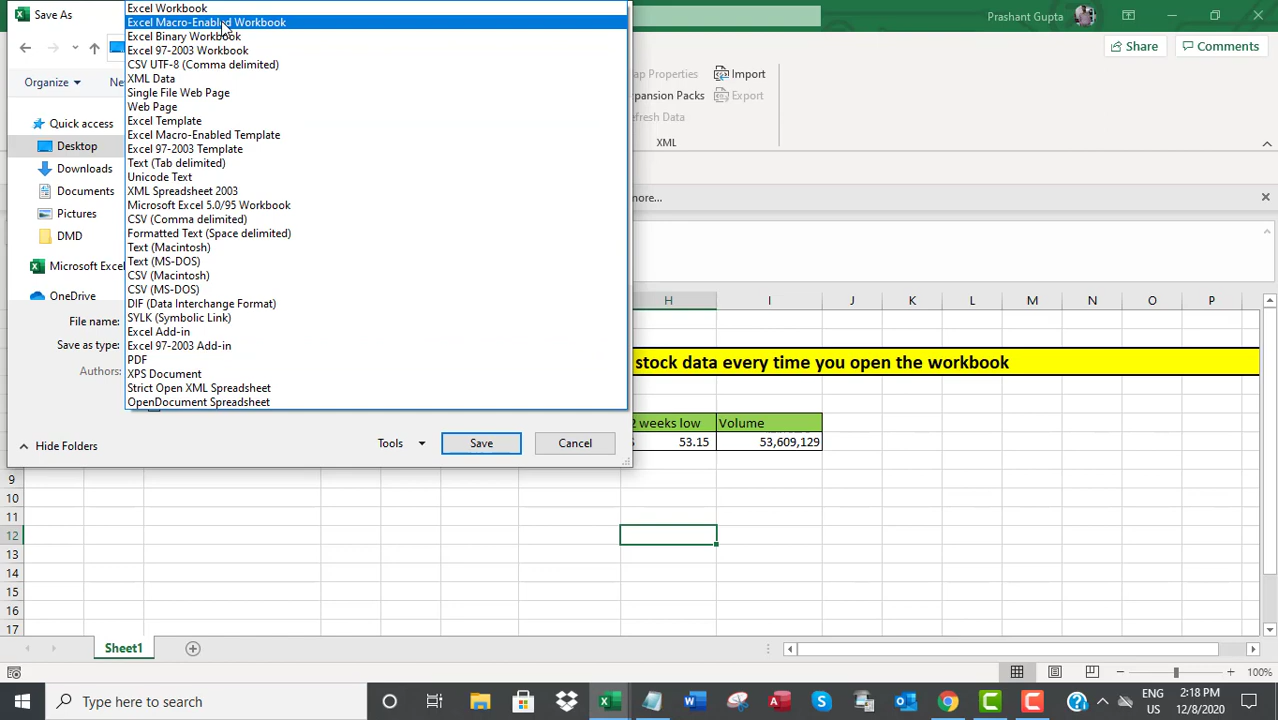 Save As
Prashant Gupta
Share
Comments
Organize
Ne
Quick access
Desktop
Downloads
Documents
Pictures
DMD
Microsoft Excel
OneDrive
File name:
Save as type:
Authors:
Excel Workbook
Excel Macro-Enabled Workbook
Excel Binary Workbook
Excel 97-2003 Workbook
CSV UTF-8 (Comma delimited)
XML Data
Single File Web Page
Web Page
Excel Template
Excel Macro-Enabled Template
Excel 97-2003 Template
Text (Tab delimited)
Unicode Text
XML Spreadsheet 2003
Microsoft Excel 5.0/95 Workbook
CSV (Comma delimited)
Formatted Text (Space delimited)
Text (Macintosh)
Text (MS-DOS)
CSV (Macintosh)
CSV (MS-DOS)
DIF (Data Interchange Format)
SYLK (Symbolic Link)
Excel Add-in
Excel 97-2003 Add-in
PDF
XPS Document
Strict Open XML Spreadsheet
OpenDocument Spreadsheet
Hide Folders
Tools
Save
Cancel
ap Properties
Import
pansion Packs
Export
efresh Data
XML
more...
H I J K L M N O P
stock data every time you open the workbook
2 weeks low Volume
53.15 53,609,129
9
10
11
12
13
14
15
16
17
Sheet1
100%
Type here to search
ENG
US
2:18 PM
12/8/2020